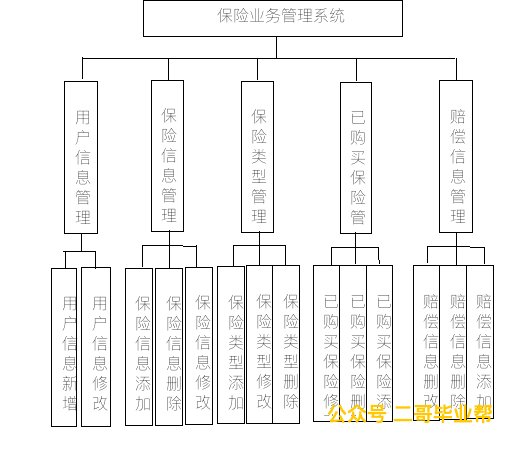 保险业务管理系统
用户信息管理
保险信息管理
保险类型管理
已购买保险管
赔偿信息管理
用户信息新增
用户信息修改
保险信息添加
保险信息删除
保险信息修改
保险类型添加
保险类型修改
保险类型删除
已购买保险修
已购买保险删
已购买保险添
赔偿信息删改
赔偿信息删除
赔偿信息添加
公众号 二哥毕业帮